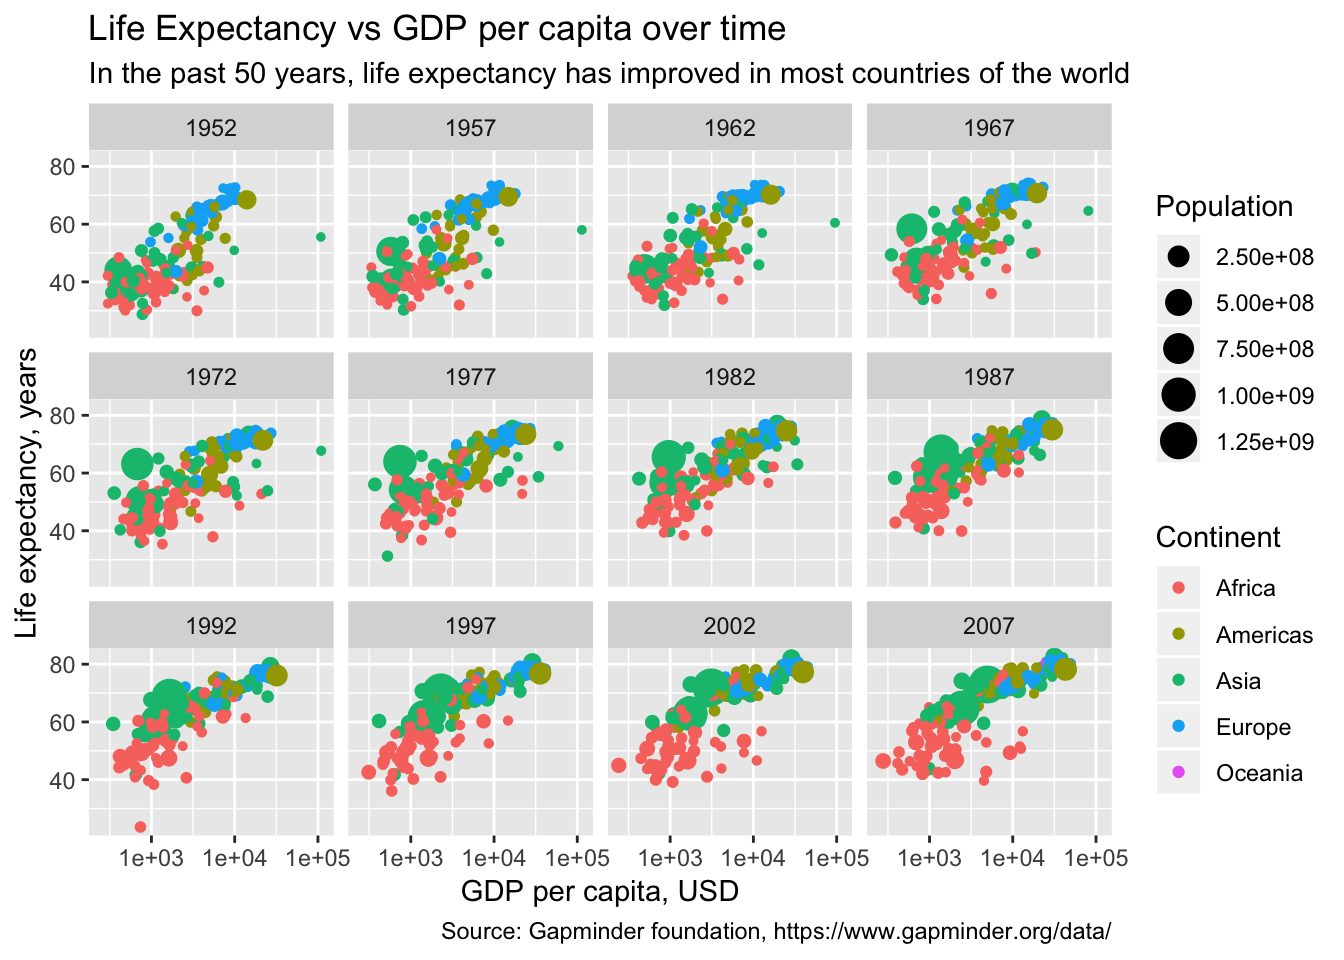 Life Expectancy vs GDP per capita over time
In the past 50 years, life expectancy has improved in most countries of the world
1952 1957 1962 1967
80
60
40
1972 1977 1982 1987
80
60
40
1992 1997 2002 2007
80
60
40
1e+03 1e+04 1e+05 1e+03 1e+04 1e+05 1e+03 1e+04 1e+05 1e+03 1e+04 1e+05
Life expectancy, years
GDP per capita, USD
Source: Gapminder foundation, https://www.gapminder.org/data/
Population
2.50e+08
5.00e+08
7.50e+08
1.00e+09
1.25e+09
Continent
Africa
Americas
Asia
Europe
Oceania